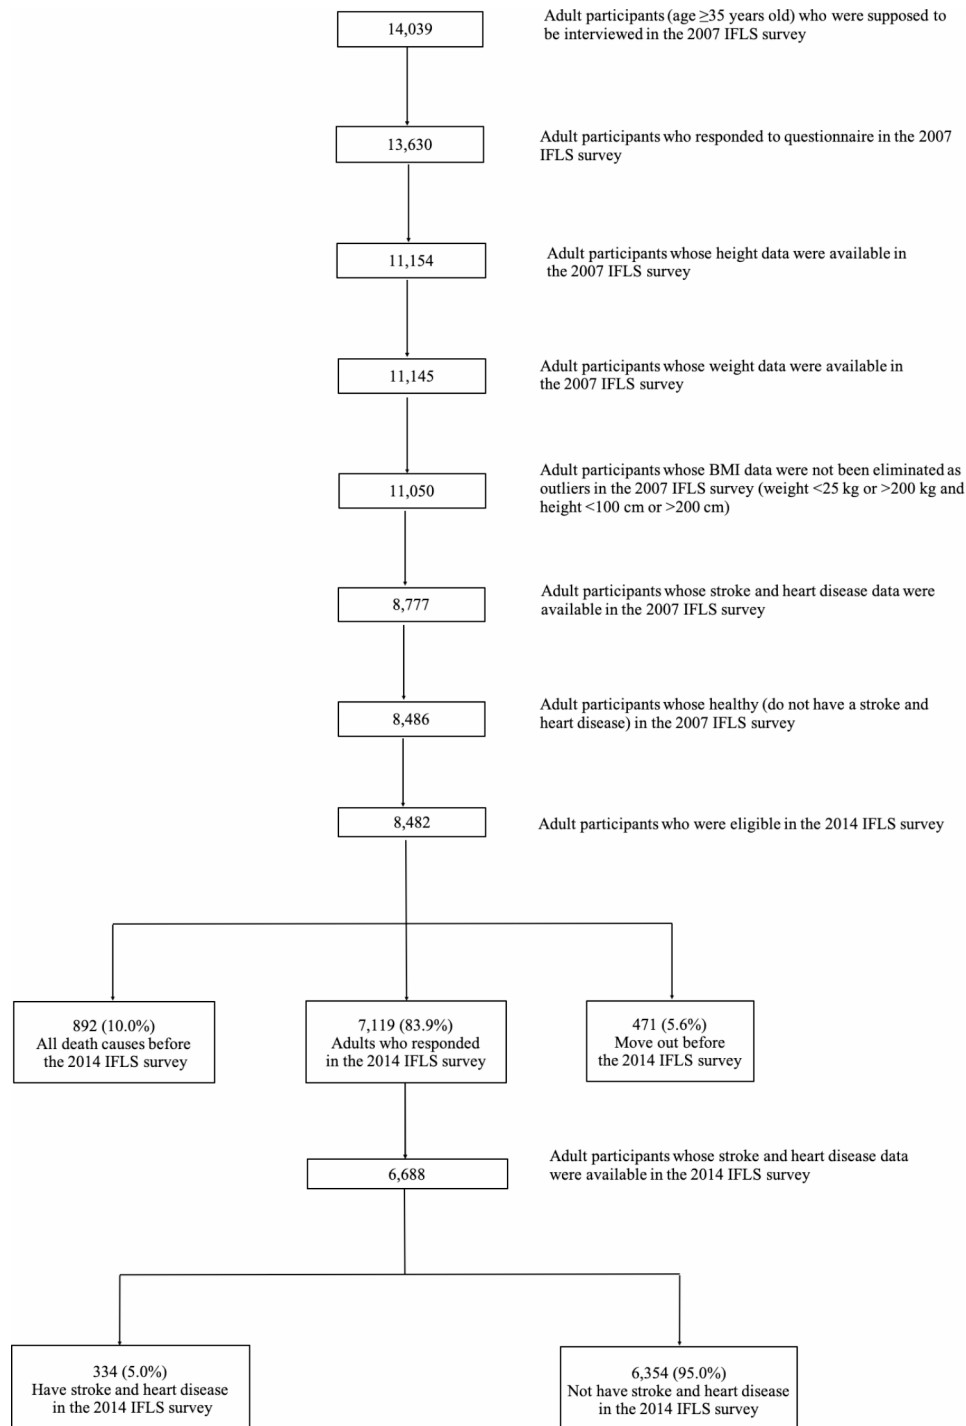 14,039
Adult participants (age ≥35 years old) who were supposed to
be interviewed in the 2007 IFLS survey
13,630
Adult participants who responded to questionnaire in the 2007
IFLS survey
11,154
Adult participants whose height data were available in
the 2007 IFLS survey
11,145
Adult participants whose weight data were available in
the 2007 IFLS survey
11,050
Adult participants whose BMI data were not been eliminated as
outliers in the 2007 IFLS survey (weight <25 kg or >200 kg and
height <100 cm or >200 cm)
8,777
Adult participants whose stroke and heart disease data were
available in the 2007 IFLS survey
8,486
Adult participants whose healthy (do not have a stroke and
heart disease) in the 2007 IFLS survey
8,482
Adult participants who were eligible in the 2014 IFLS survey
892 (10.0%)
All death causes before
the 2014 IFLS survey
7,119 (83.9%)
Adults who responded
in the 2014 IFLS survey
471 (5.6%)
Move out before
the 2014 IFLS survey
6,688
Adult participants whose stroke and heart disease data
were available in the 2014 IFLS survey
334 (5.0%)
Have stroke and heart disease
in the 2014 IFLS survey
6,354 (95.0%)
Not have stroke and heart disease
in the 2014 IFLS survey